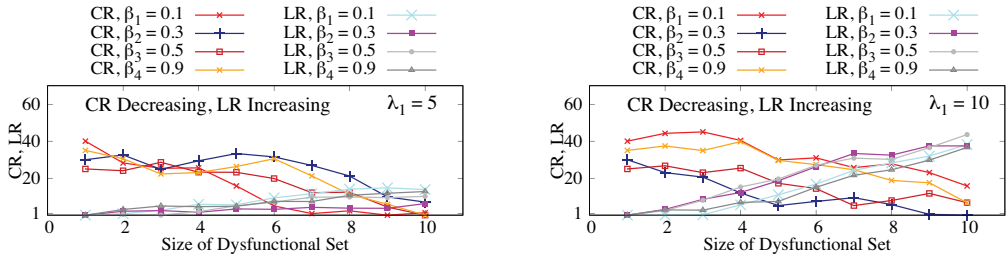 CR, β1 = 0.1 LR, β1 = 0.1
CR, β2 = 0.3 LR, β2 = 0.3
CR, β3 = 0.5 LR, β3 = 0.5
CR, β4 = 0.9 LR, β4 = 0.9
CR Decreasing, LR Increasing λ1 = 5
CR, LR
60
40
20
1
0 2 4 6 8 10
Size of Dysfunctional Set
CR, β1 = 0.1 LR, β1 = 0.1
CR, β2 = 0.3 LR, β2 = 0.3
CR, β3 = 0.5 LR, β3 = 0.5
CR, β4 = 0.9 LR, β4 = 0.9
CR Decreasing, LR Increasing λ1 = 10
CR, LR
60
40
20
1
0 2 4 6 8 10
Size of Dysfunctional Set